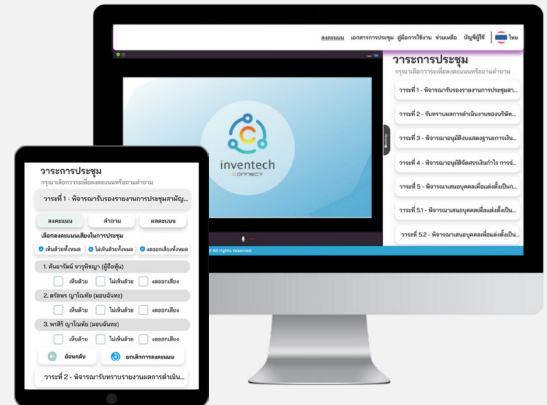 ลงคะแนน เอกสารการประชุม คู่มือการใช้งาน ช่วยเหลือ บัญชีผู้ใช้ ไทย
วาระการประชุม
กรุณาเลือกวาระเพื่อลงคะแนนหรือถามคำถาม
วาระที่ 1 - พิจารณารับรองรายงานการประชุมสา...
วาระที่ 2 - รับทราบผลการดำเนินงานของบริษัท...
วาระที่ 3 - พิจารณาอนุมัติงบแสดงฐานะการเงิน...
วาระที่ 4 - พิจารณาอนุมัติจัดสรรเงินกำไร การจ่...
วาระที่ 5 - พิจารณาเสนอบุคคลเพื่อแต่งตั้งเป็นก...
วาระที่ 5.1 - พิจารณาเสนอบุคคลเพื่อแต่งตั้งเป็น...
วาระที่ 5.2 - พิจารณาเสนอบุคคลเพื่อแต่งตั้งเป็น...
inventech
CONNECT
All rights reserved.
วาระการประชุม
กรุณาเลือกวาระเพื่อลงคะแนนหรือถามคำถาม
วาระที่ 1 - พิจารณารับรองรายงานการประชุมสามัญ...
ลงคะแนน คำถาม ผลคะแนน
เลือกลงคะแนนเสียงในการประชุม
เห็นด้วยทั้งหมด ไม่เห็นด้วยทั้งหมด งดออกเสียงทั้งหมด
1. คันธารัตน์ จารุพิชญา (ผู้ถือหุ้น)
เห็นด้วย ไม่เห็นด้วย งดออกเสียง
2. ตรัลพร ญาโณทัย (มอบฉันทะ)
เห็นด้วย ไม่เห็นด้วย งดออกเสียง
3. พรสิริ ญาโณทัย (มอบฉันทะ)
เห็นด้วย ไม่เห็นด้วย งดออกเสียง
ย้อนกลับ ยกเลิกการลงคะแนน
วาระที่ 2 - พิจารณารับทราบรายงานผลการดำเนิน...